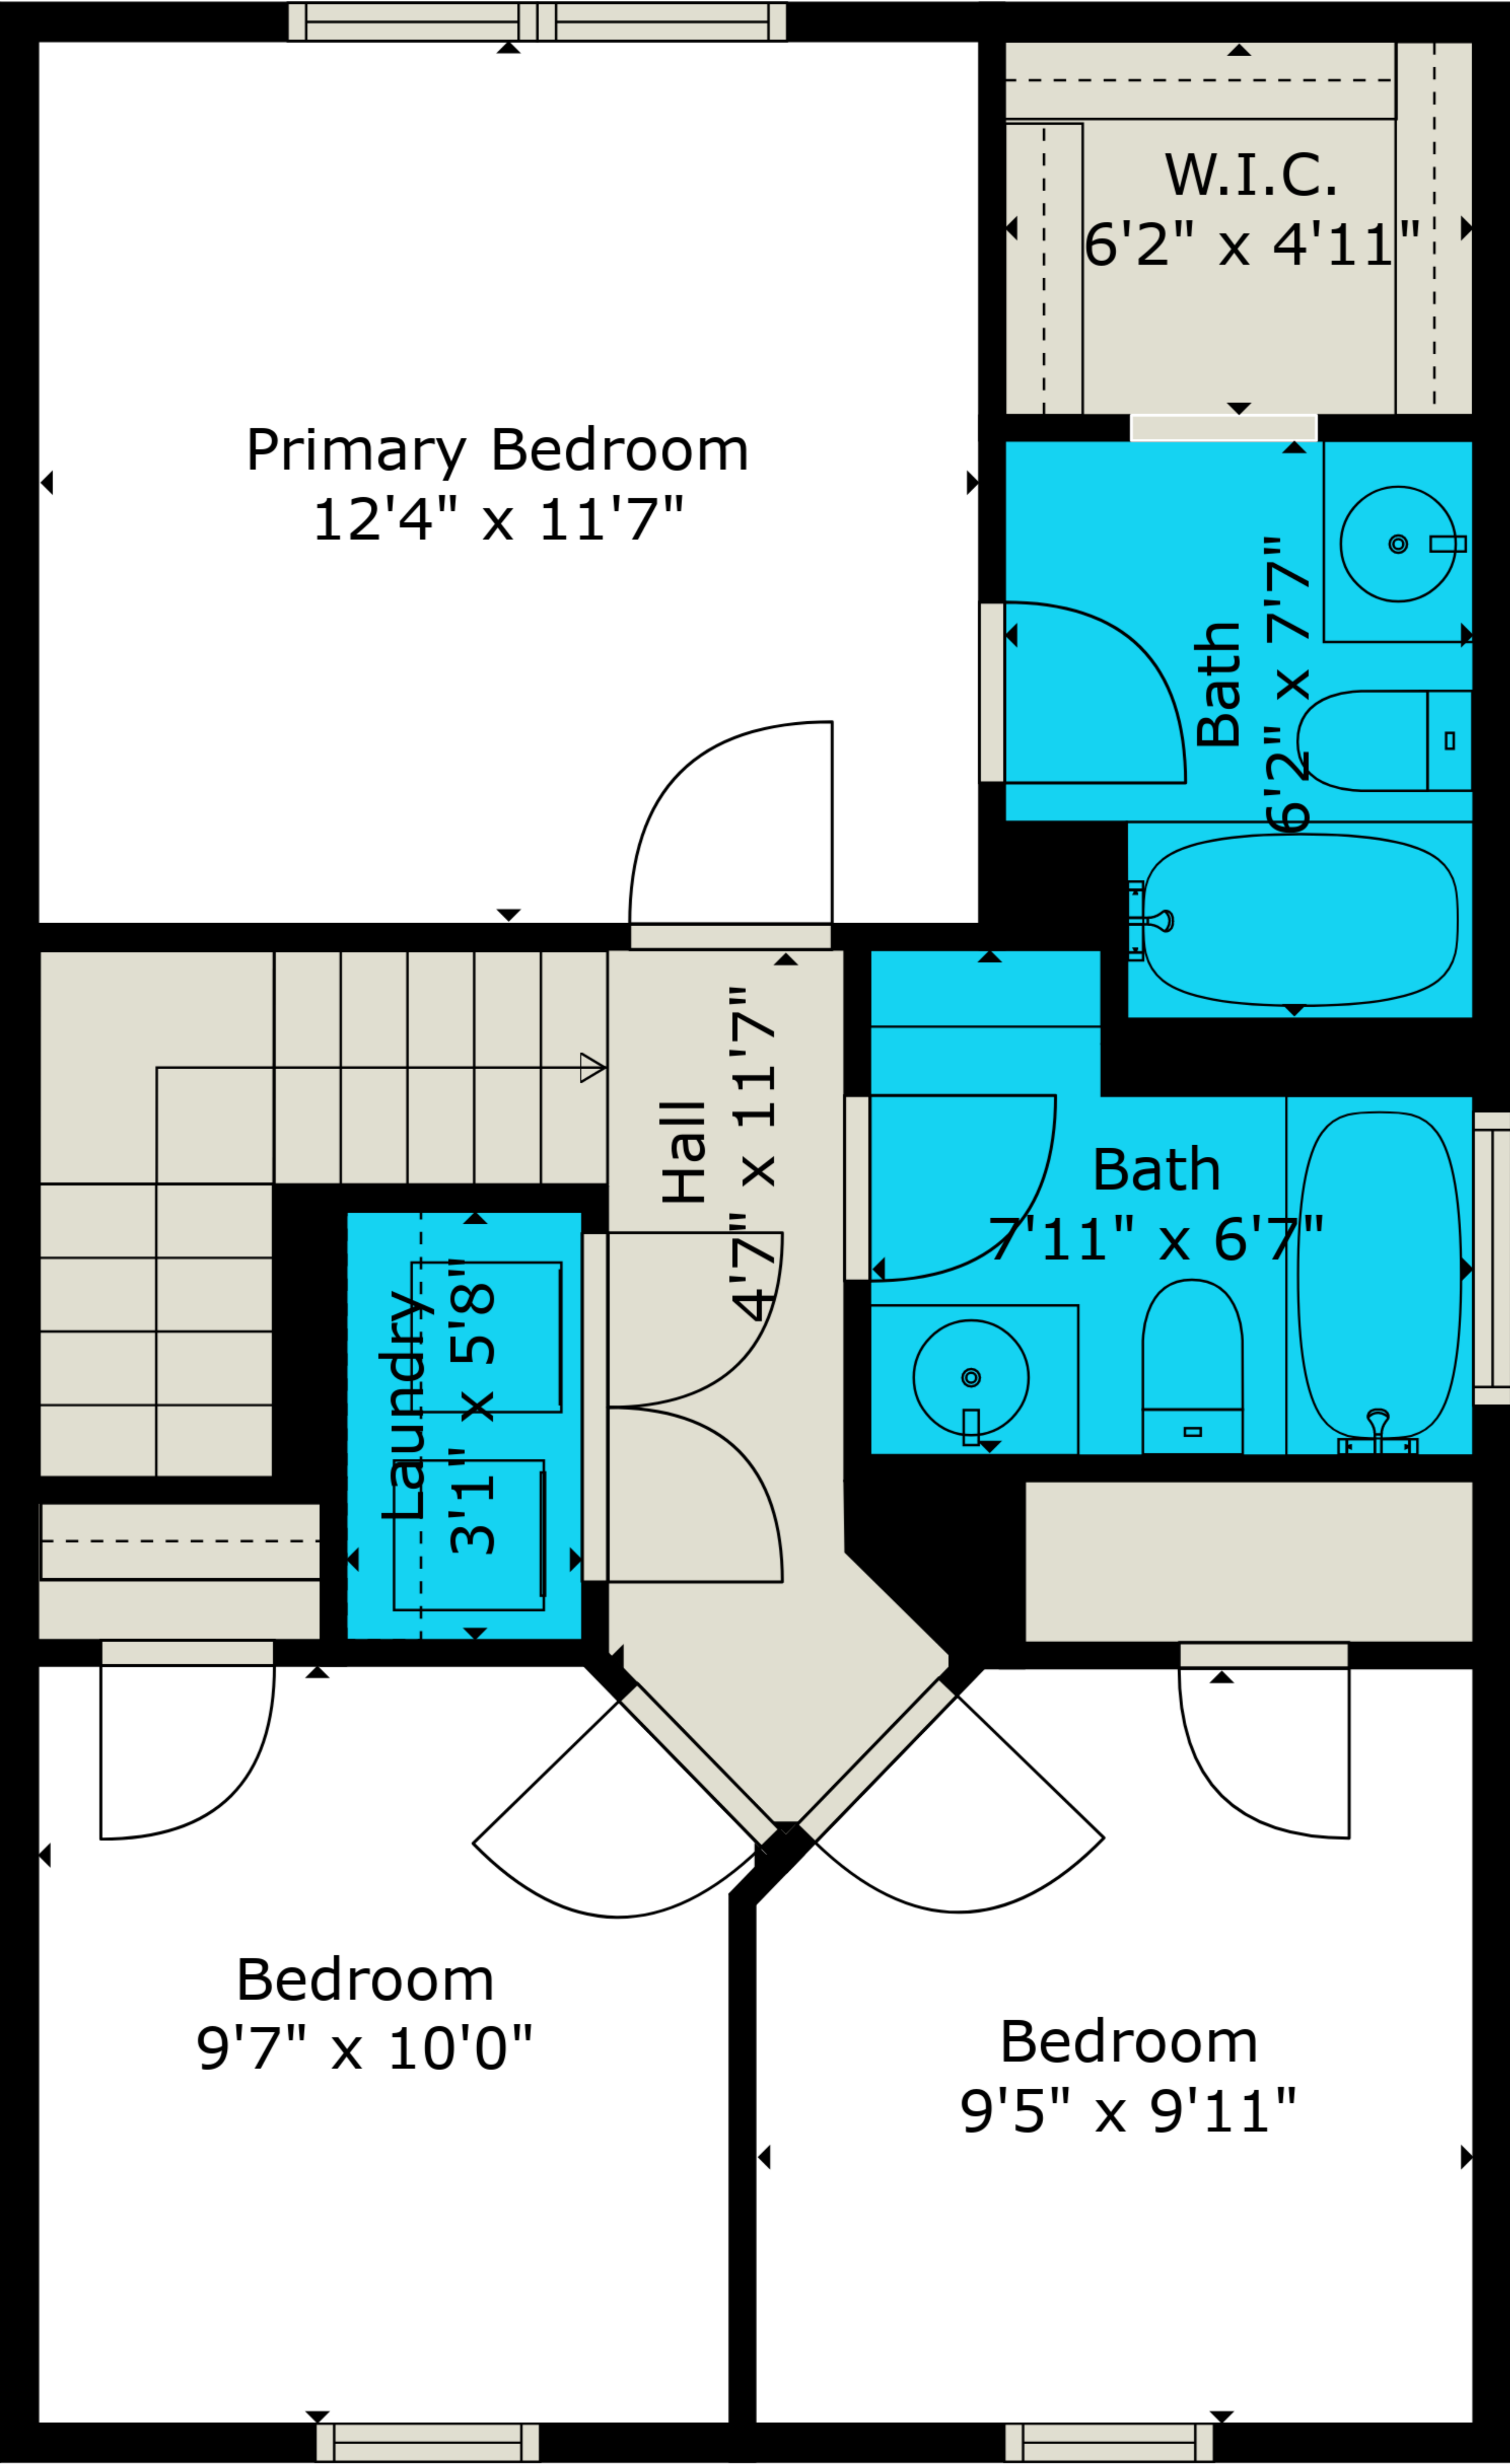 W.I.C.
6'2" x 4'11"
Primary Bedroom
12'4" x 11'7"
Bath
6'2" x 7'7"
Hall
4'7" x 11'7"
Bath
7'11" x 6'7"
Laundry
3'1" x 5'8"
Bedroom
9'7" x 10'0"
Bedroom
9'5" x 9'11"